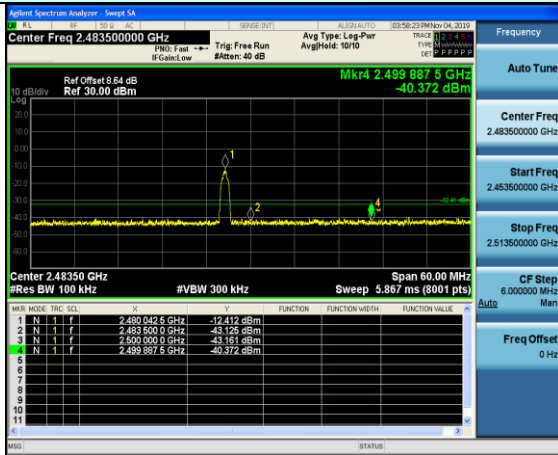 Agilent Spectrum Analyzer - Swept SA
RL RF 50 Ω AC SENSE:INT ALIGNAUTO 03:58:23 PM Nov 04, 2019
Center Freq 2.483500000 GHz
PNO: Fast
IFGain:Low
Trig: Free Run
#Atten: 40 dB
Avg Type: Log-Pwr
Avg|Hold: 10/10
TRACE 1 2 3 4 5 6
TYPE M
DET P P P P P P
Ref Offset 8.64 dB
10 dB/div Ref 30.00 dBm
Log
Mkr4 2.499 887 5 GHz
-40.372 dBm
20.0
10.0
0.00
-10.0
-20.0
-30.0
-40.0
-50.0
-60.0
1
2
4
Center 2.48350 GHz Span 60.00 MHz
#Res BW 100 kHz #VBW 300 kHz Sweep 5.867 ms (8001 pts)
MKR MODE TRC SCL X Y FUNCTION FUNCTION WIDTH FUNCTION VALUE
1 N 1 f 2.480 042 5 GHz -12.412 dBm
2 N 1 f 2.483 500 0 GHz -43.125 dBm
3 N 1 f 2.500 000 0 GHz -43.161 dBm
4 N 1 f 2.499 887 5 GHz -40.372 dBm
5
6
7
8
9
10
11
MSG STATUS
Frequency
Auto Tune
Center Freq
2.483500000 GHz
Start Freq
2.453500000 GHz
Stop Freq
2.513500000 GHz
CF Step
6.000000 MHz
Auto Man
Freq Offset
0 Hz